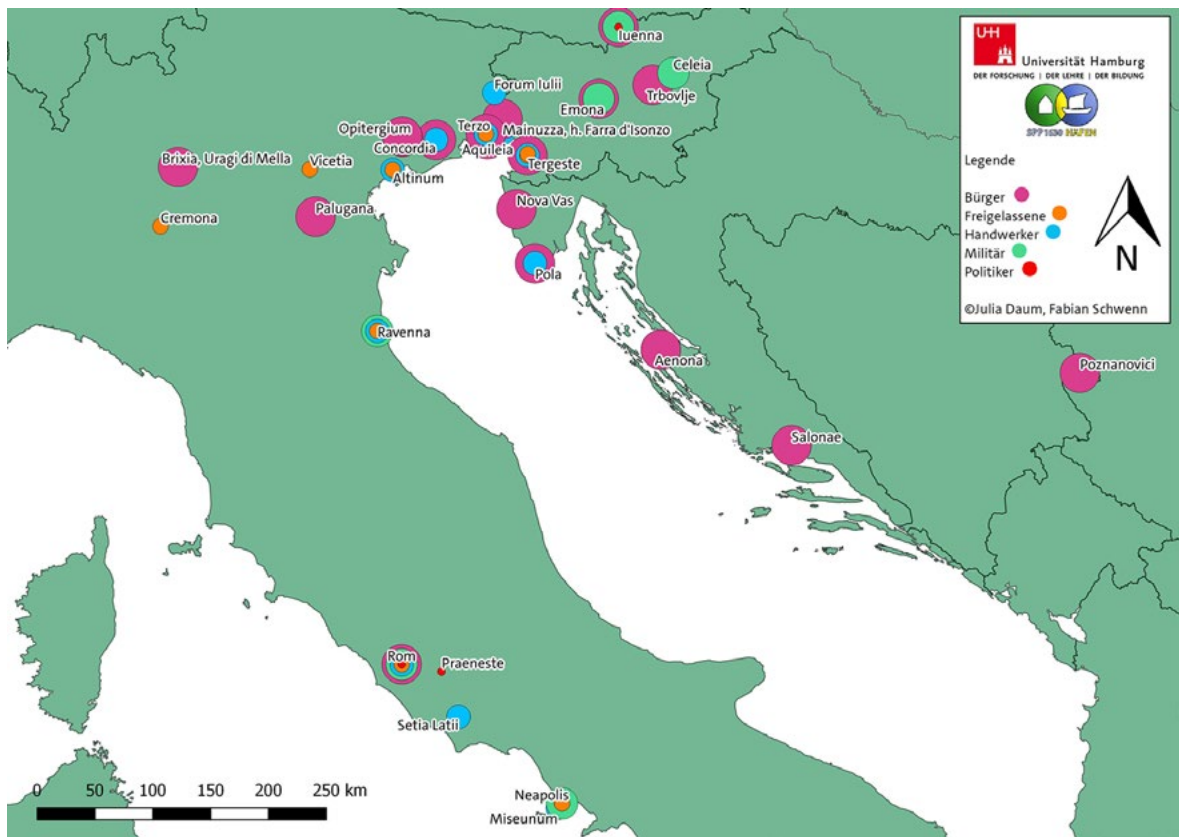 Iuenna
Celeia
Forum Iulii
Trbovlje
Emona
Opitergium
Terzo
Mainuzza, h. Farra d'Isonzo
Concordia
Aquileia
Brixia, Uragi di Mella
Vicetia
Tergeste
Altinum
Palugana
Nova Vas
Cremona
Pola
Ravenna
Aenona
Poznanovici
Salonae
Rom
Praeneste
Setia Latii
Neapolis
Miseunum
0 50 100 150 200 250 km
UH
Universität Hamburg
DER FORSCHUNG | DER LEHRE | DER BILDUNG
SPP1630 HÄFEN
Legende
Bürger
Freigelassene
Handwerker
Militär
Politiker
N
©Julia Daum, Fabian Schwenn